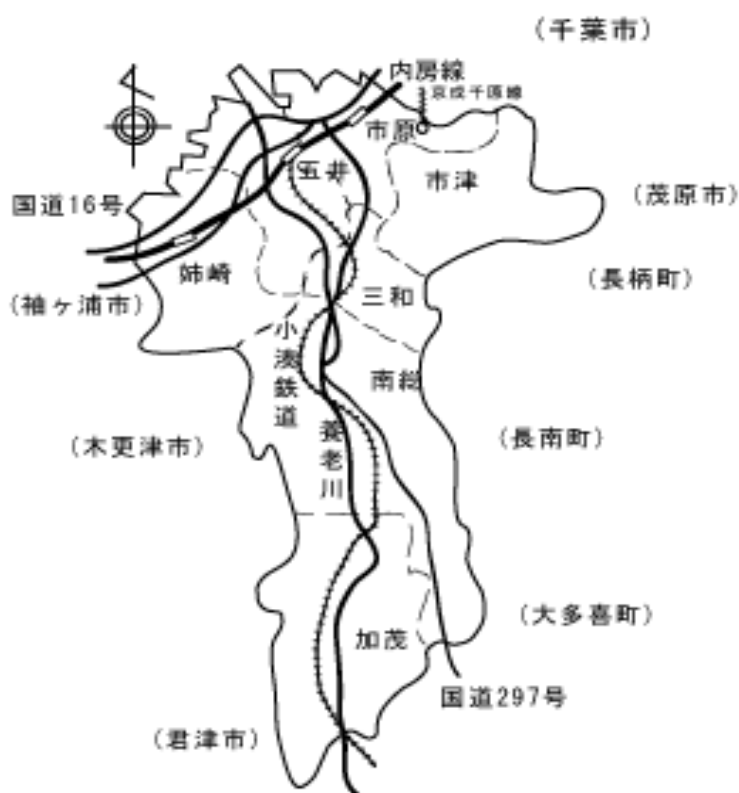 (千葉市)
内房線
京成千原線
市原
五井
市津
国道16号
(茂原市)
姉崎
(長柄町)
三和
(袖ヶ浦市)
小湊鉄道
南総
(木更津市)
(長南町)
養老川
(大多喜町)
加茂
国道297号
(君津市)